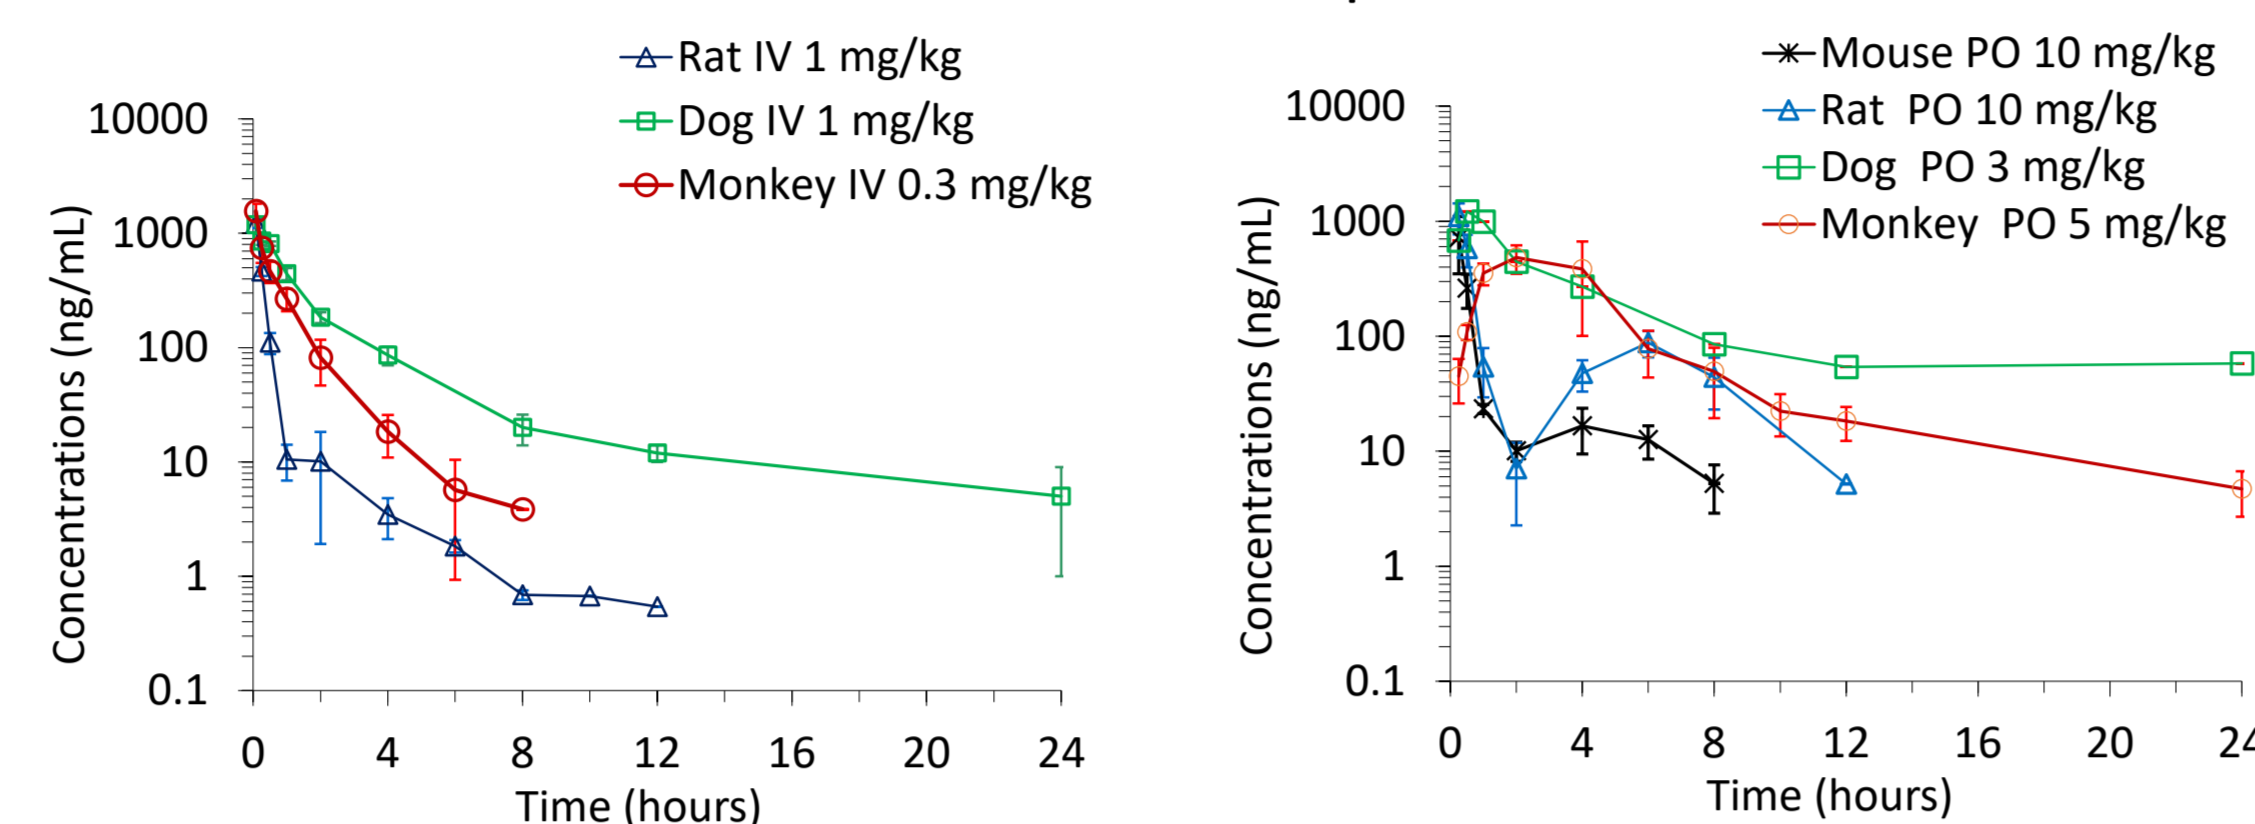 Rat IV 1 mg/kg
Dog IV 1 mg/kg
Monkey IV 0.3 mg/kg
Concentrations (ng/mL)
10000
1000
100
10
1
0.1
0 4 8 12 16 20 24
Time (hours)
Mouse PO 10 mg/kg
Rat PO 10 mg/kg
Dog PO 3 mg/kg
Monkey PO 5 mg/kg
Concentrations (ng/mL)
10000
1000
100
10
1
0.1
0 4 8 12 16 20 24
Time (hours)